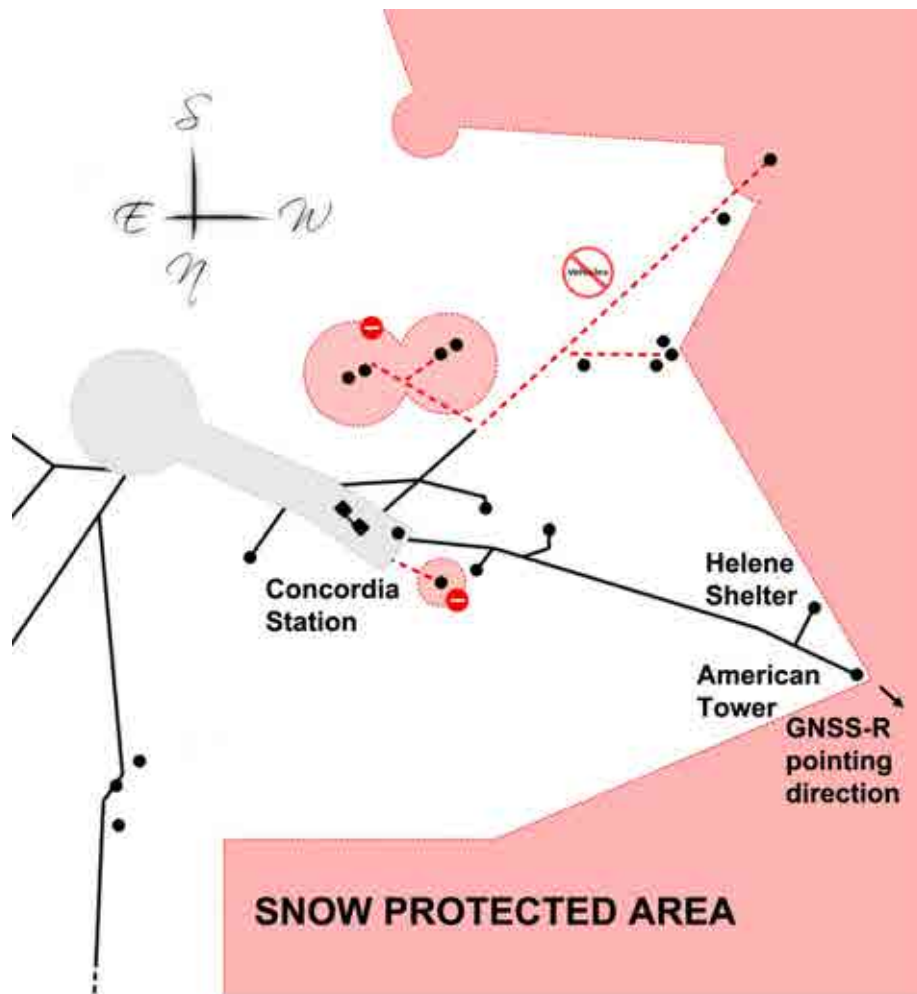 S
E
W
N
Vehicles
Helene
Shelter
Concordia
Station
American
Tower
GNSS-R
pointing
direction
SNOW PROTECTED AREA